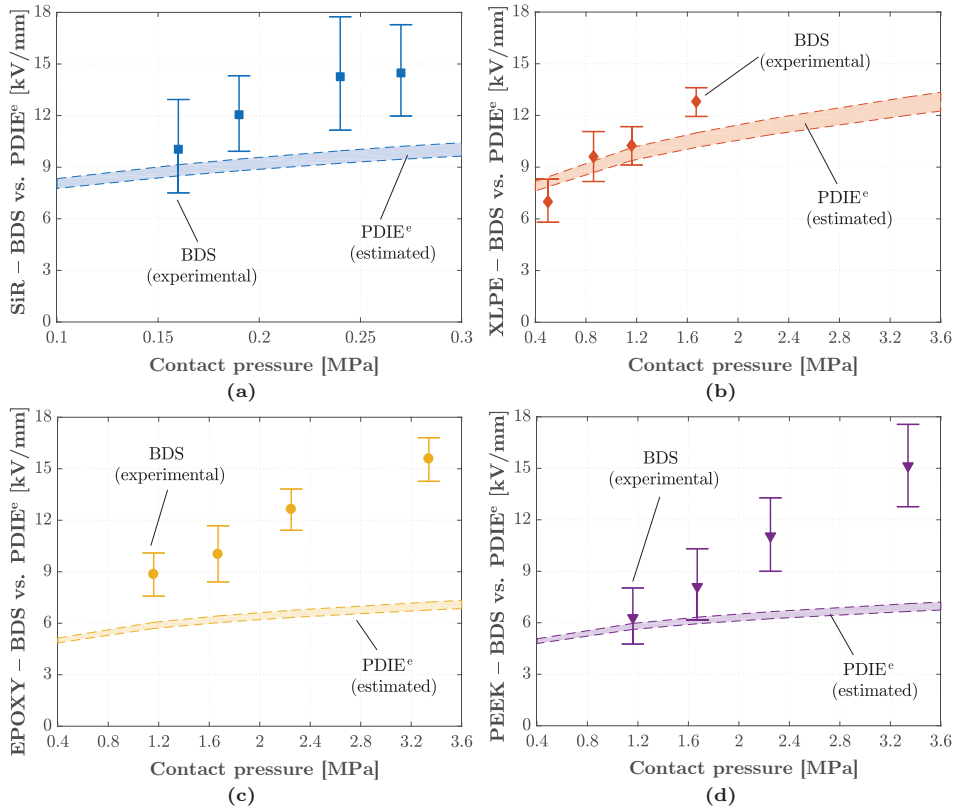 SiR – BDS vs. PDIEᵉ [kV/mm]
18
15
12
9
6
3
0
BDS
(experimental)
PDIEᵉ
(estimated)
0.1
0.15
0.2
0.25
0.3
Contact pressure [MPa]
(a)
XLPE – BDS vs. PDIEᵉ [kV/mm]
18
15
12
9
6
3
0
BDS
(experimental)
PDIEᵉ
(estimated)
0.4
0.8
1.2
1.6
2
2.4
2.8
3.2
3.6
Contact pressure [MPa]
(b)
EPOXY – BDS vs. PDIEᵉ [kV/mm]
18
15
12
9
6
3
0
BDS
(experimental)
PDIEᵉ
(estimated)
0.4
0.8
1.2
1.6
2
2.4
2.8
3.2
3.6
Contact pressure [MPa]
(c)
PEEK – BDS vs. PDIEᵉ [kV/mm]
18
15
12
9
6
3
0
BDS
(experimental)
PDIEᵉ
(estimated)
0.4
0.8
1.2
1.6
2
2.4
2.8
3.2
3.6
Contact pressure [MPa]
(d)